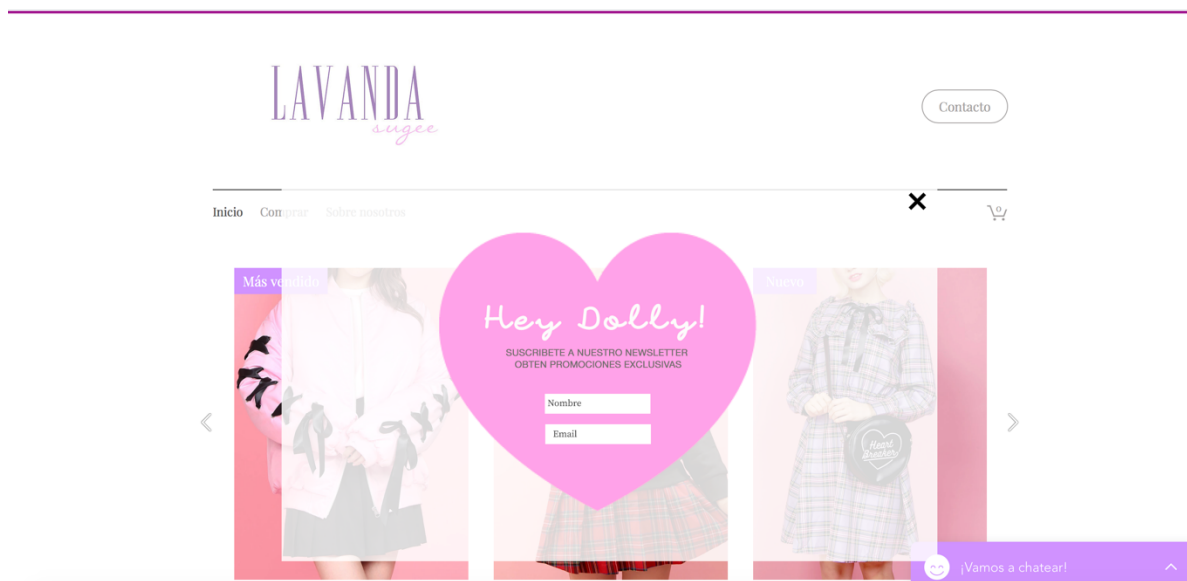 LAVANDA
sugee
Contacto
Inicio Comprar Sobre nosotros
0
Más vendido
Nuevo
Hey Dolly!
SUSCRIBETE A NUESTRO NEWSLETTER
OBTEN PROMOCIONES EXCLUSIVAS
Nombre
Email
Heart
Breaker
¡Vamos a chatear!